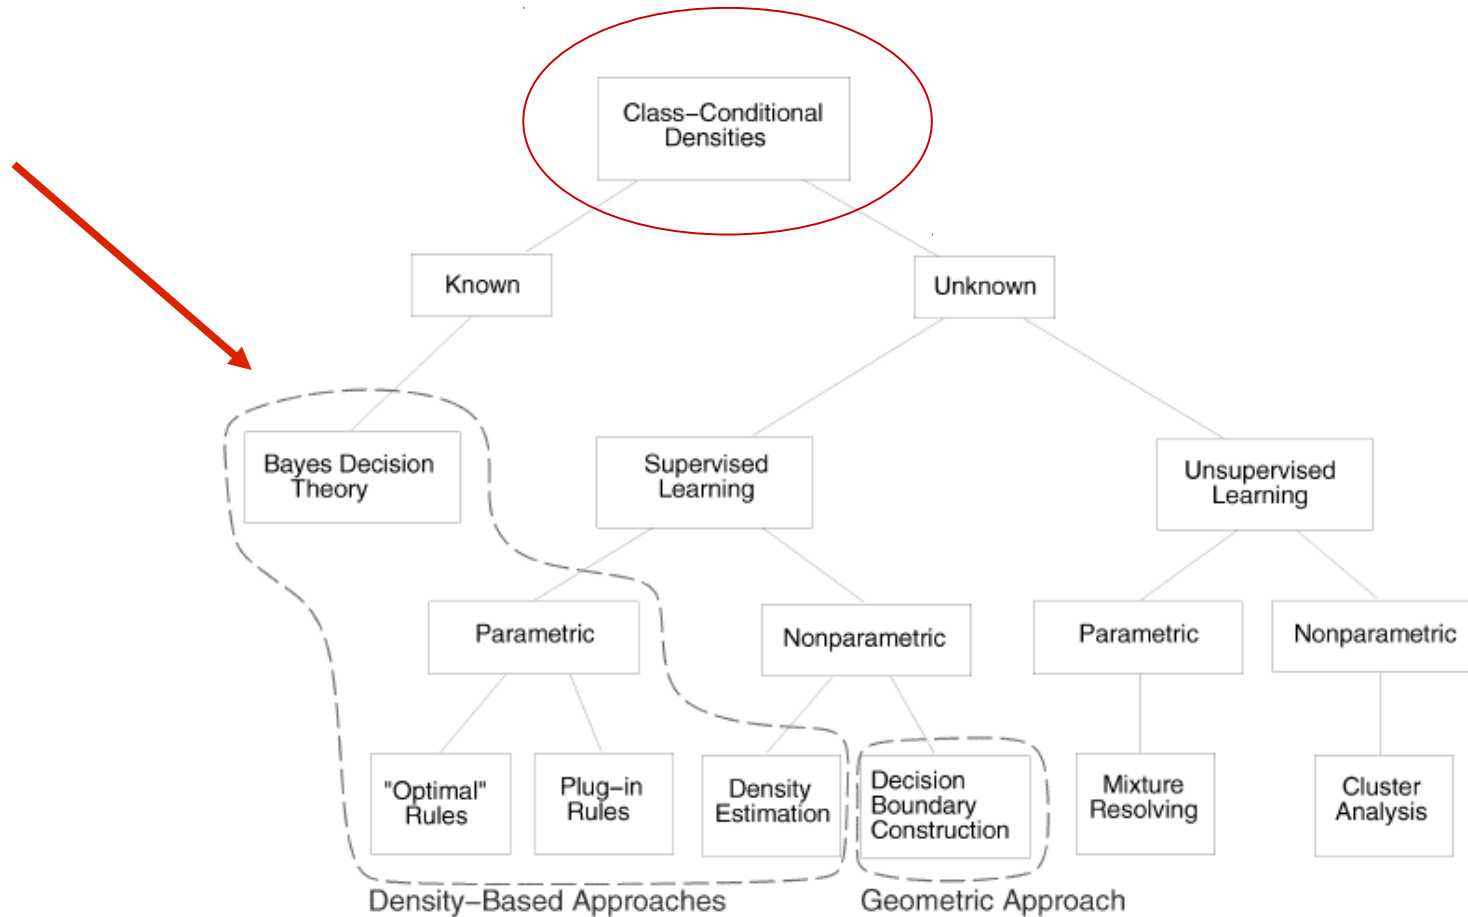 Class–Conditional
Densities
Known
Unknown
Bayes Decision
Theory
Supervised
Learning
Unsupervised
Learning
Parametric
Nonparametric
Parametric
Nonparametric
"Optimal"
Rules
Plug–in
Rules
Density
Estimation
Decision
Boundary
Construction
Mixture
Resolving
Cluster
Analysis
Density–Based Approaches
Geometric Approach